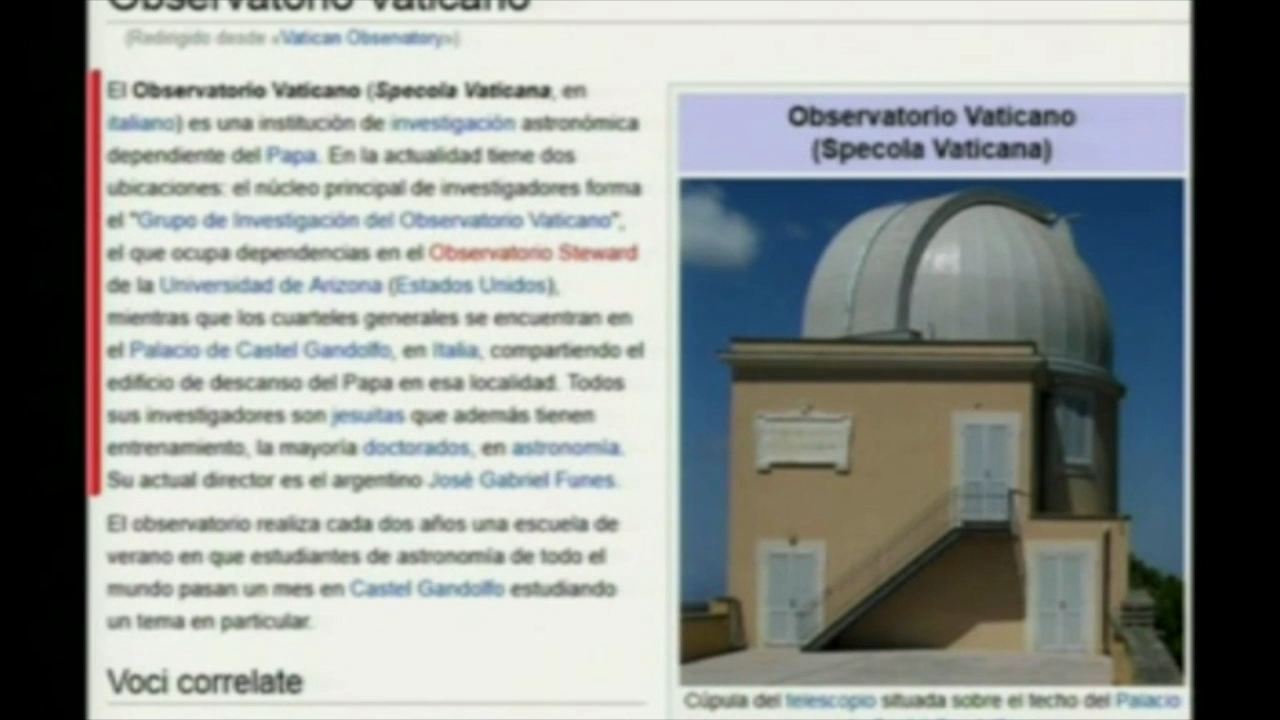 Observatorio Vaticano
(Redirigido desde «Vatican Observatory»)
El Observatorio Vaticano (Specola Vaticana, en
italiano) es una institución de investigación astronómica
dependiente del Papa. En la actualidad tiene dos
ubicaciones: el núcleo principal de investigadores forma
el "Grupo de Investigación del Observatorio Vaticano",
el que ocupa dependencias en el Observatorio Steward
de la Universidad de Arizona (Estados Unidos),
mientras que los cuarteles generales se encuentran en
el Palacio de Castel Gandolfo, en Italia, compartiendo el
edificio de descanso del Papa en esa localidad. Todos
sus investigadores son jesuitas que además tienen
entrenamiento, la mayoría doctorados, en astronomía.
Su actual director es el argentino José Gabriel Funes.
El observatorio realiza cada dos años una escuela de
verano en que estudiantes de astronomía de todo el
mundo pasan un mes en Castel Gandolfo estudiando
un tema en particular.
Voci correlate
Observatorio Vaticano
(Specola Vaticana)
Cúpula del telescopio situada sobre el techo del Palacio